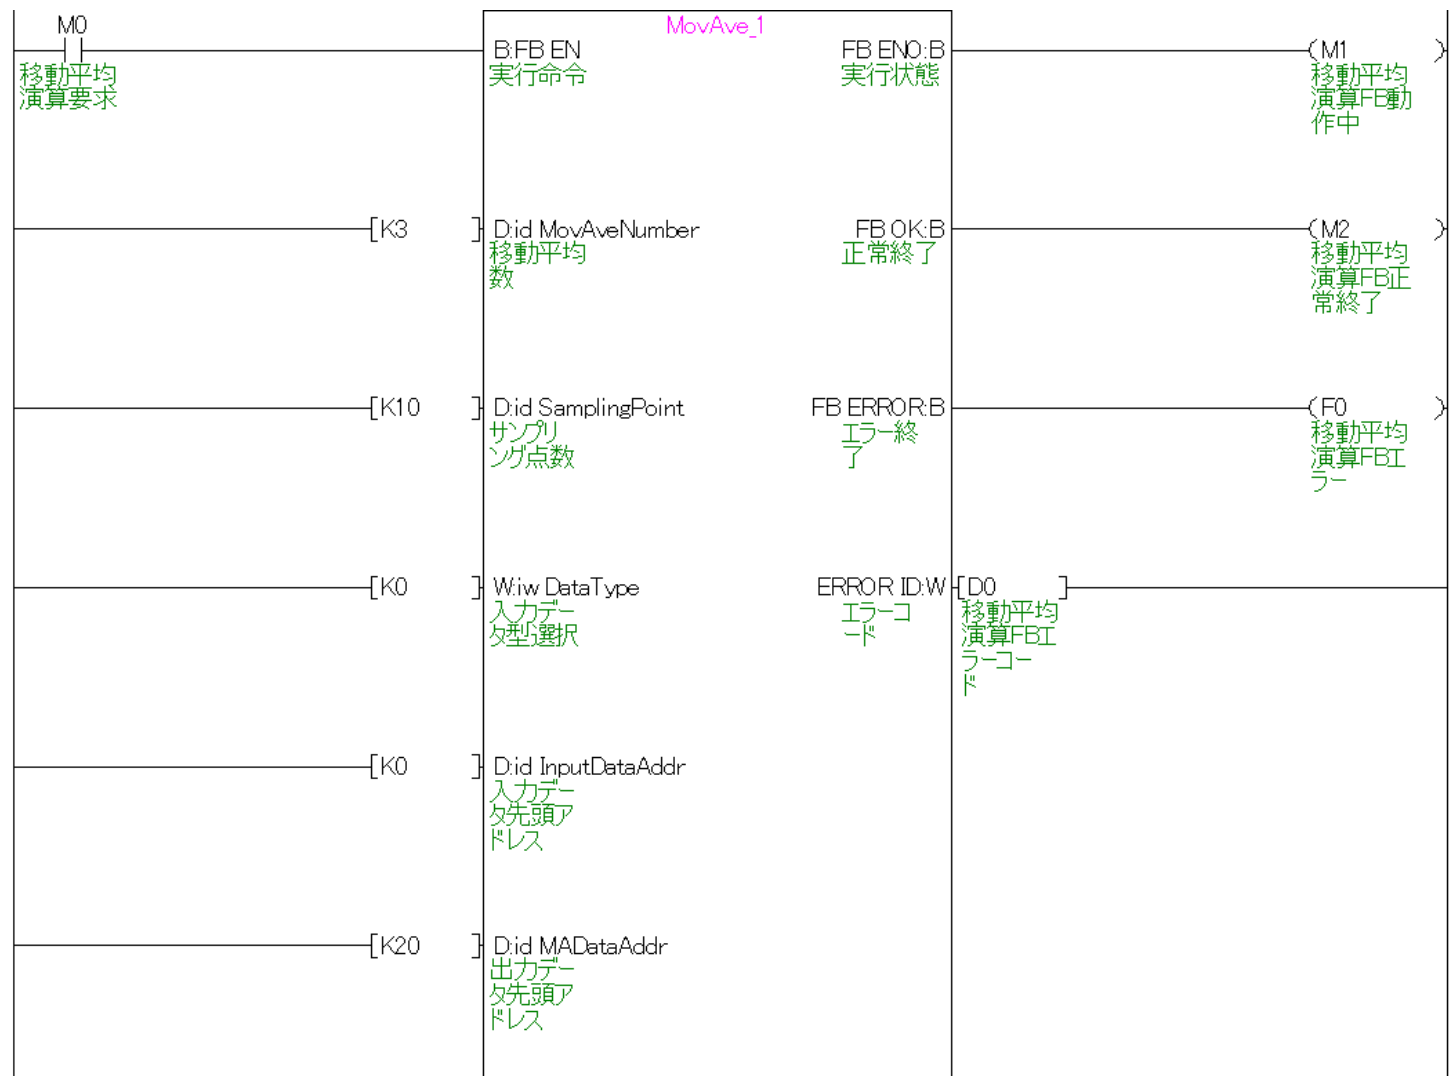 MovAve_1
M0
B:FB EN
FB ENO:B
(M1 )
移動平均
演算要求
実行命令
実行状態
移動平均
演算FB動
作中
[K3 ]
D:id MovAveNumber
FB OK:B
(M2 )
移動平均
数
正常終了
移動平均
演算FB正
常終了
[K10 ]
D:id SamplingPoint
FB ERROR:B
(F0 )
サンプリ
ング点数
エラー終
了
移動平均
演算FBエ
ラー
[K0 ]
W:iw DataType
ERROR ID:W
[D0 ]
入力デー
タ型選択
エラーコ
ード
移動平均
演算FBエ
ラーコー
ド
[K0 ]
D:id InputDataAddr
入力デー
タ先頭ア
ドレス
[K20 ]
D:id MADataAddr
出力デー
タ先頭ア
ドレス